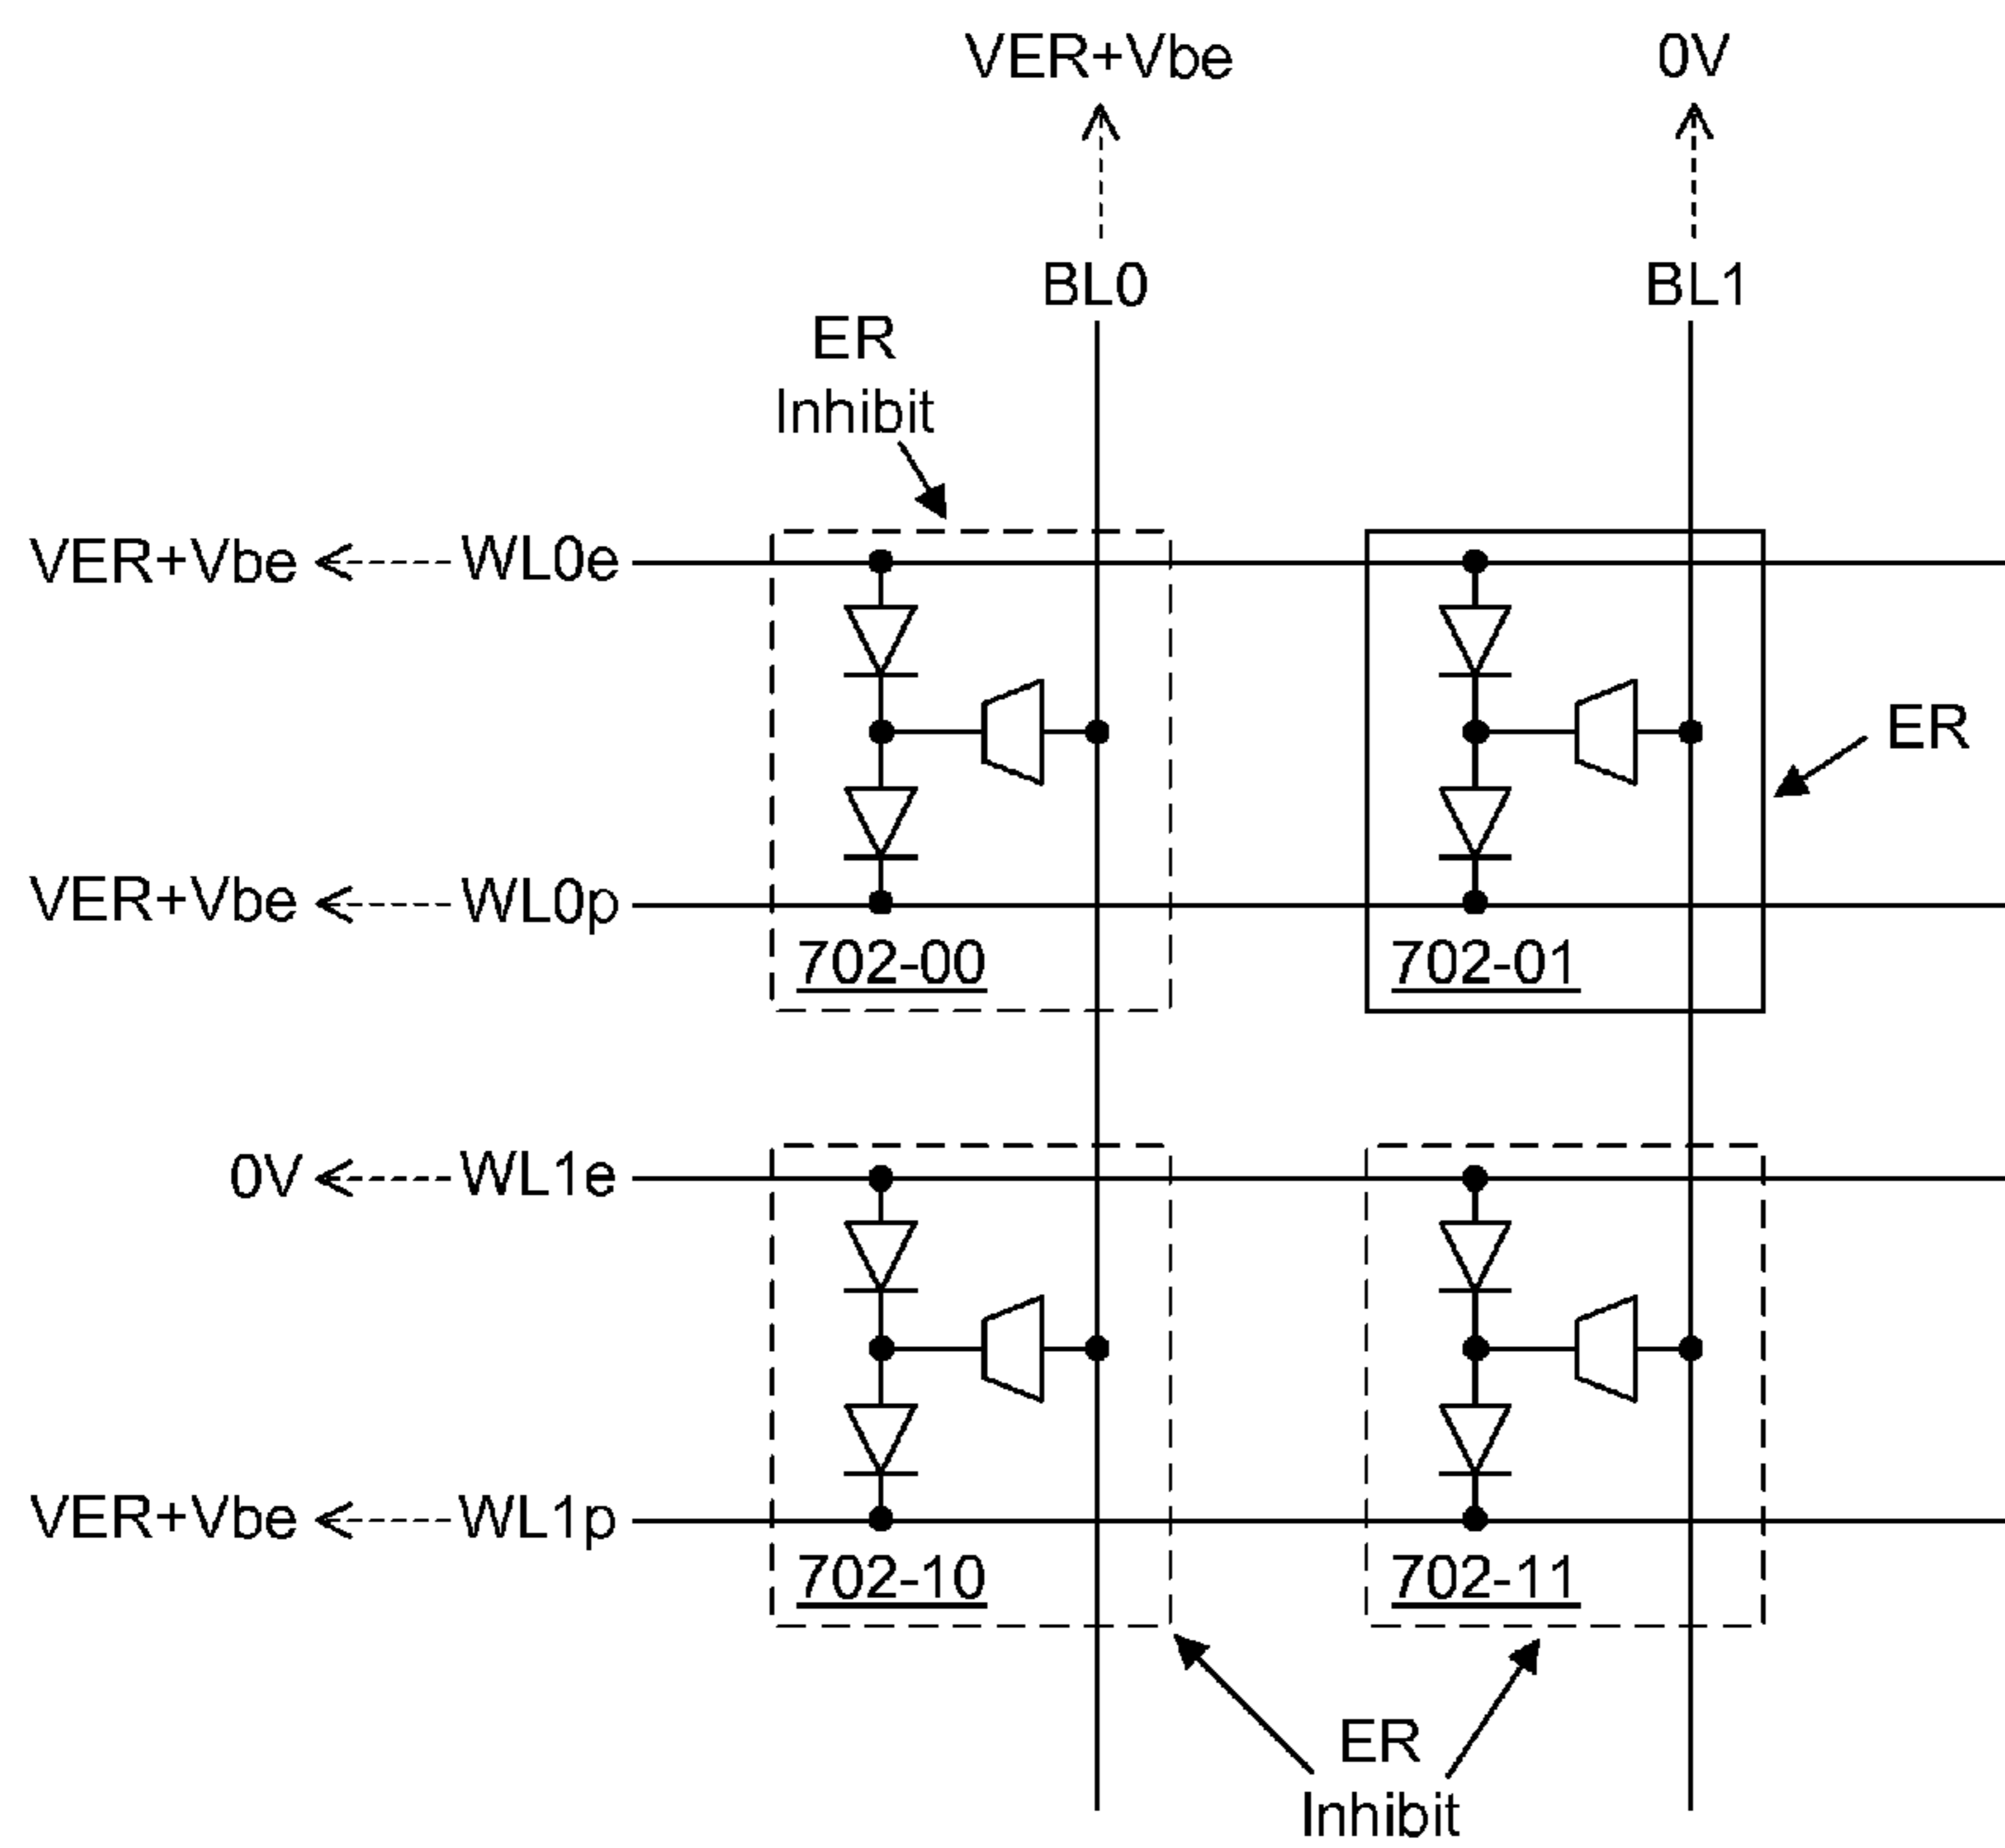 VER+Vbe 0V
BL0 BL1
ER
Inhibit
VER+Vbe WL0e
ER
VER+Vbe WL0p
702-00 702-01
0V WL1e
VER+Vbe WL1p
702-10 702-11
ER
Inhibit